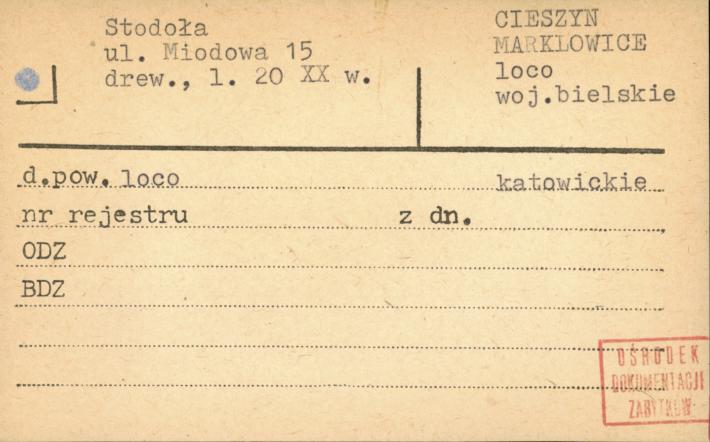 Stodoła
ul. Miodowa 15
drew., l. 20 XX w.
CIESZYN
MARKLOWICE
loco
woj.bielskie
d.pow. loco katowickie
nr rejestru z dn.
ODZ
BDZ
OŚRODEK
DOKUMENTACJI
ZABYTKÓW